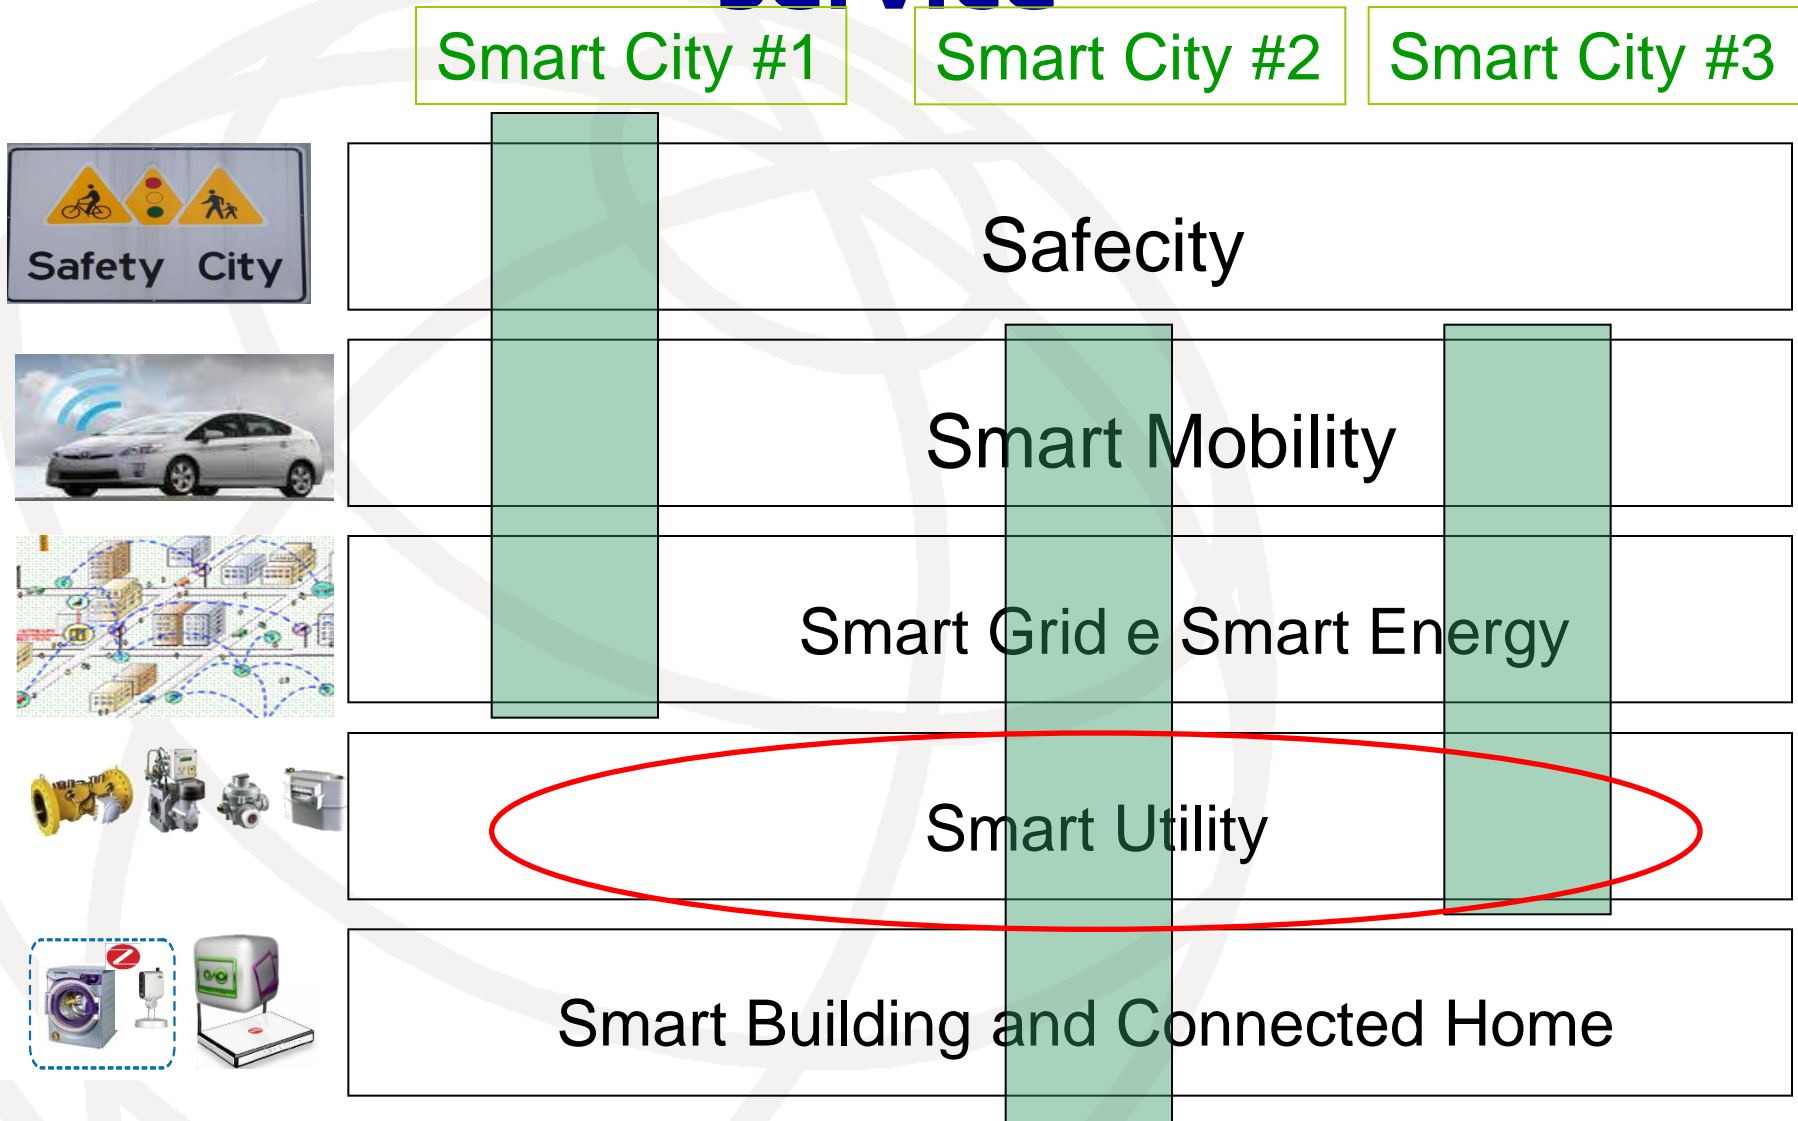 Smart City #1
Smart City #2
Smart City #3
Safety City
Safecity
Smart Mobility
Smart Grid e Smart Energy
Smart Utility
Smart Building and Connected Home